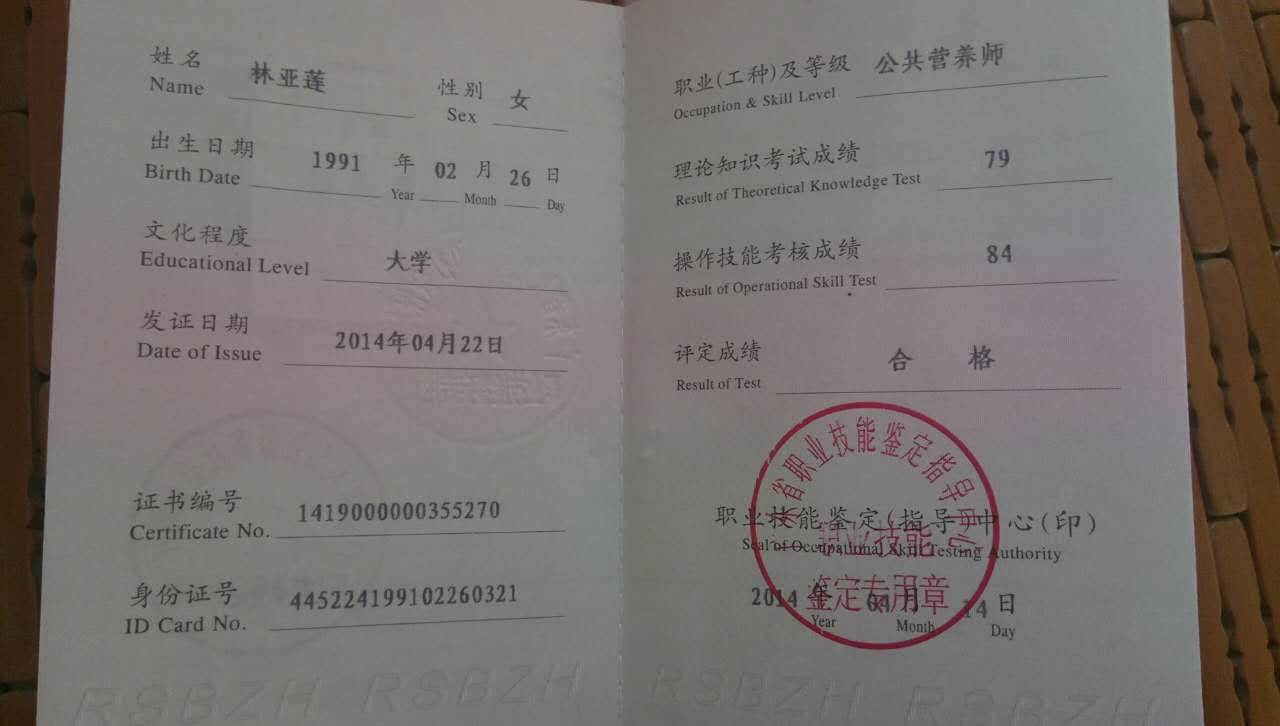 姓名 林亚莲 性别 女
Name Sex
出生日期 1991 年 02 月 26 日
Birth Date Year Month Day
文化程度 大学
Educational Level
发证日期 2014年04月22日
Date of Issue
证书编号 1419000000355270
Certificate No.
身份证号 445224199102260321
ID Card No.
RSBZH RSBZH
职业(工种)及等级 公共营养师
Occupation & Skill Level
理论知识考试成绩 79
Result of Theoretical Knowledge Test
操作技能考核成绩 84
Result of Operational Skill Test
评定成绩 合格
Result of Test
省职业技能鉴定指导中心
职业技能鉴定(指导)中心(印)
Seal of Occupational Skill Testing Authority
职业技能
鉴定专用章
2014 年 04 月 14 日
Year Month Day
RSBZH RSBZH